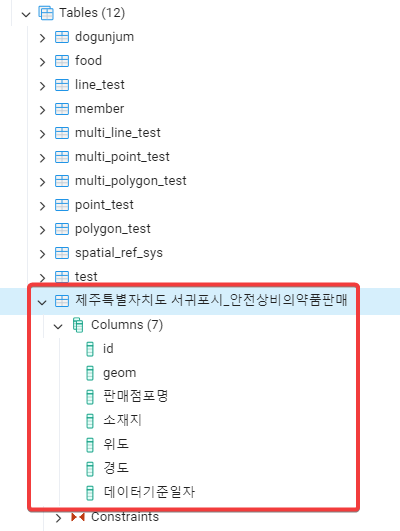 Tables (12)
dogunjum
food
line_test
member
multi_line_test
multi_point_test
multi_polygon_test
point_test
polygon_test
spatial_ref_sys
test
제주특별자치도 서귀포시_안전상비의약품판매
Columns (7)
id
geom
판매점포명
소재지
위도
경도
데이터기준일자
Constraints